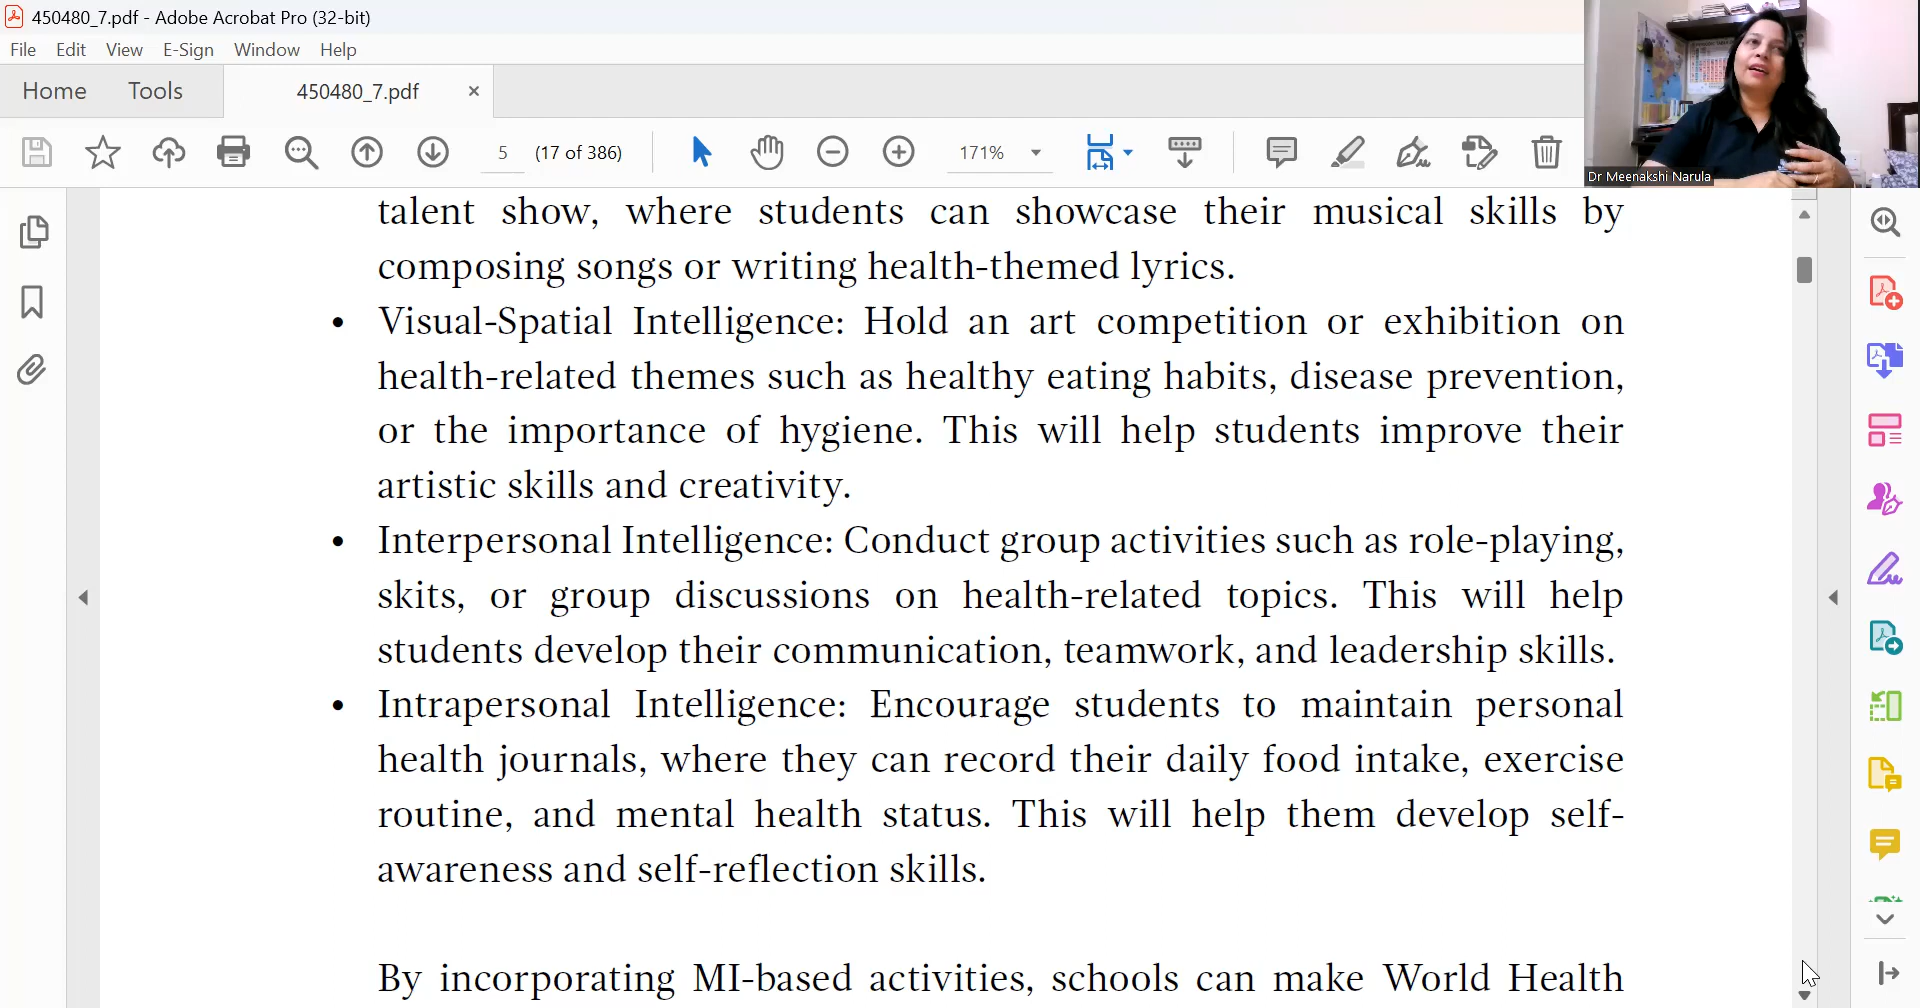 450480_7.pdf - Adobe Acrobat Pro (32-bit)
File Edit View E-Sign Window Help
Home Tools 450480_7.pdf
5 (17 of 386) 171%
Dr Meenakshi Narula
talent show, where students can showcase their musical skills by
composing songs or writing health-themed lyrics.
• Visual-Spatial Intelligence: Hold an art competition or exhibition on
health-related themes such as healthy eating habits, disease prevention,
or the importance of hygiene. This will help students improve their
artistic skills and creativity.
• Interpersonal Intelligence: Conduct group activities such as role-playing,
skits, or group discussions on health-related topics. This will help
students develop their communication, teamwork, and leadership skills.
• Intrapersonal Intelligence: Encourage students to maintain personal
health journals, where they can record their daily food intake, exercise
routine, and mental health status. This will help them develop self-
awareness and self-reflection skills.
By incorporating MI-based activities, schools can make World Health